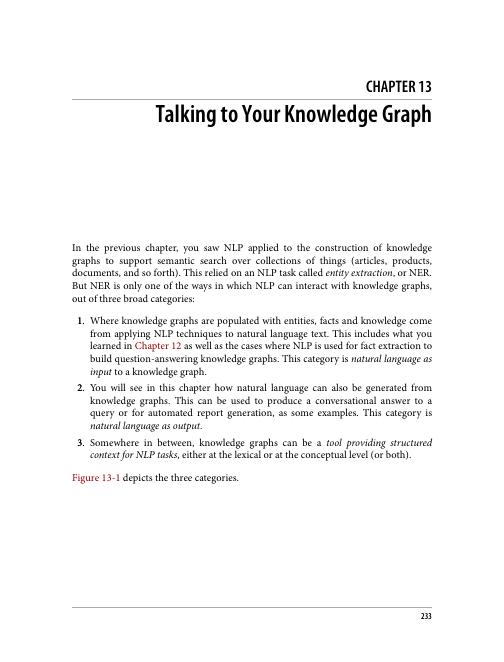 CHAPTER 13
Talking to Your Knowledge Graph
In the previous chapter, you saw NLP applied to the construction of knowledge
graphs to support semantic search over collections of things (articles, products,
documents, and so forth). This relied on an NLP task called entity extraction, or NER.
But NER is only one of the ways in which NLP can interact with knowledge graphs,
out of three broad categories:
1. Where knowledge graphs are populated with entities, facts and knowledge come
from applying NLP techniques to natural language text. This includes what you
learned in Chapter 12 as well as the cases where NLP is used for fact extraction to
build question-answering knowledge graphs. This category is natural language as
input to a knowledge graph.
2. You will see in this chapter how natural language can also be generated from
knowledge graphs. This can be used to produce a conversational answer to a
query or for automated report generation, as some examples. This category is
natural language as output.
3. Somewhere in between, knowledge graphs can be a tool providing structured
context for NLP tasks, either at the lexical or at the conceptual level (or both).
Figure 13-1 depicts the three categories.
233